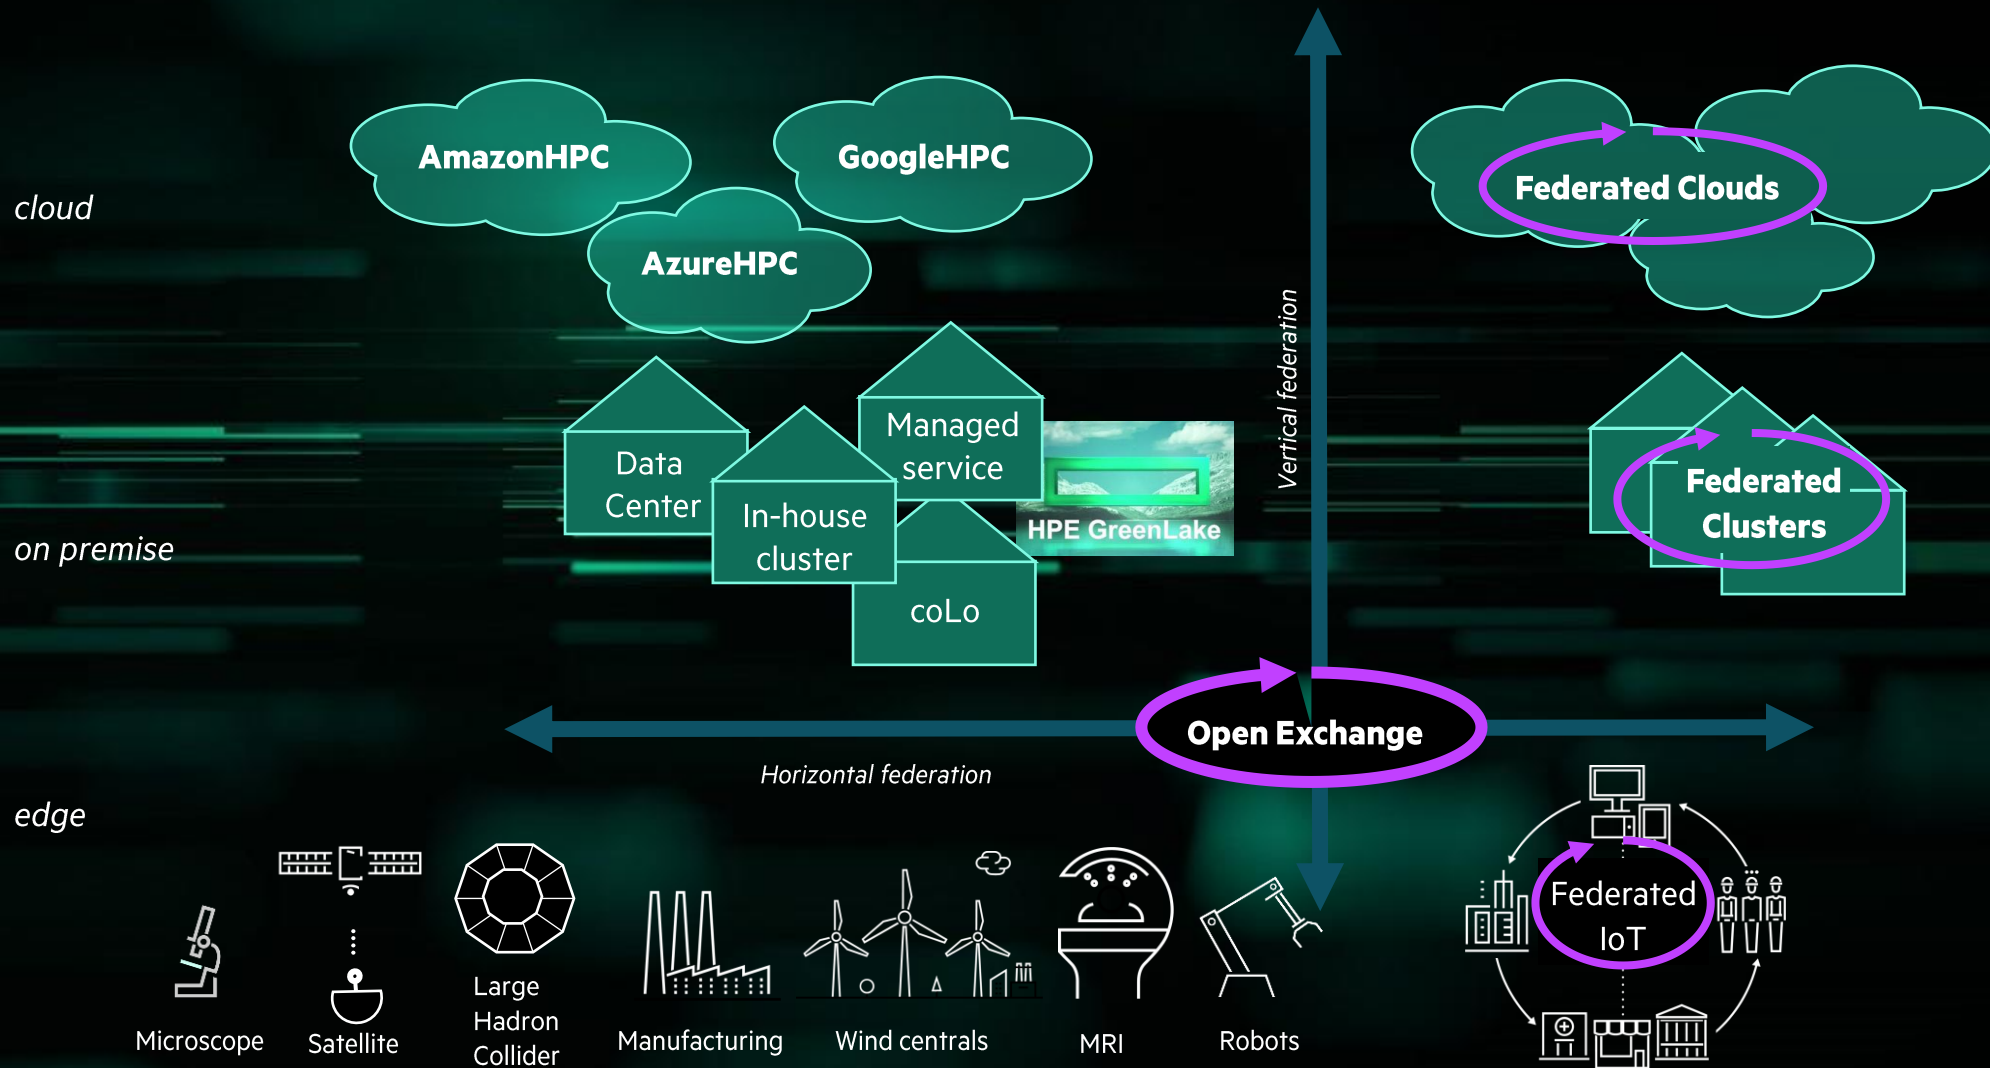 AmazonHPC
GoogleHPC
cloud
Federated Clouds
AzureHPC
Vertical federation
Managed
service
Data
Center
In-house
cluster
HPE GreenLake
Federated
Clusters
on premise
coLo
Open Exchange
Horizontal federation
edge
Federated
IoT
Microscope
Satellite
Large
Hadron
Collider
Manufacturing
Wind centrals
MRI
Robots